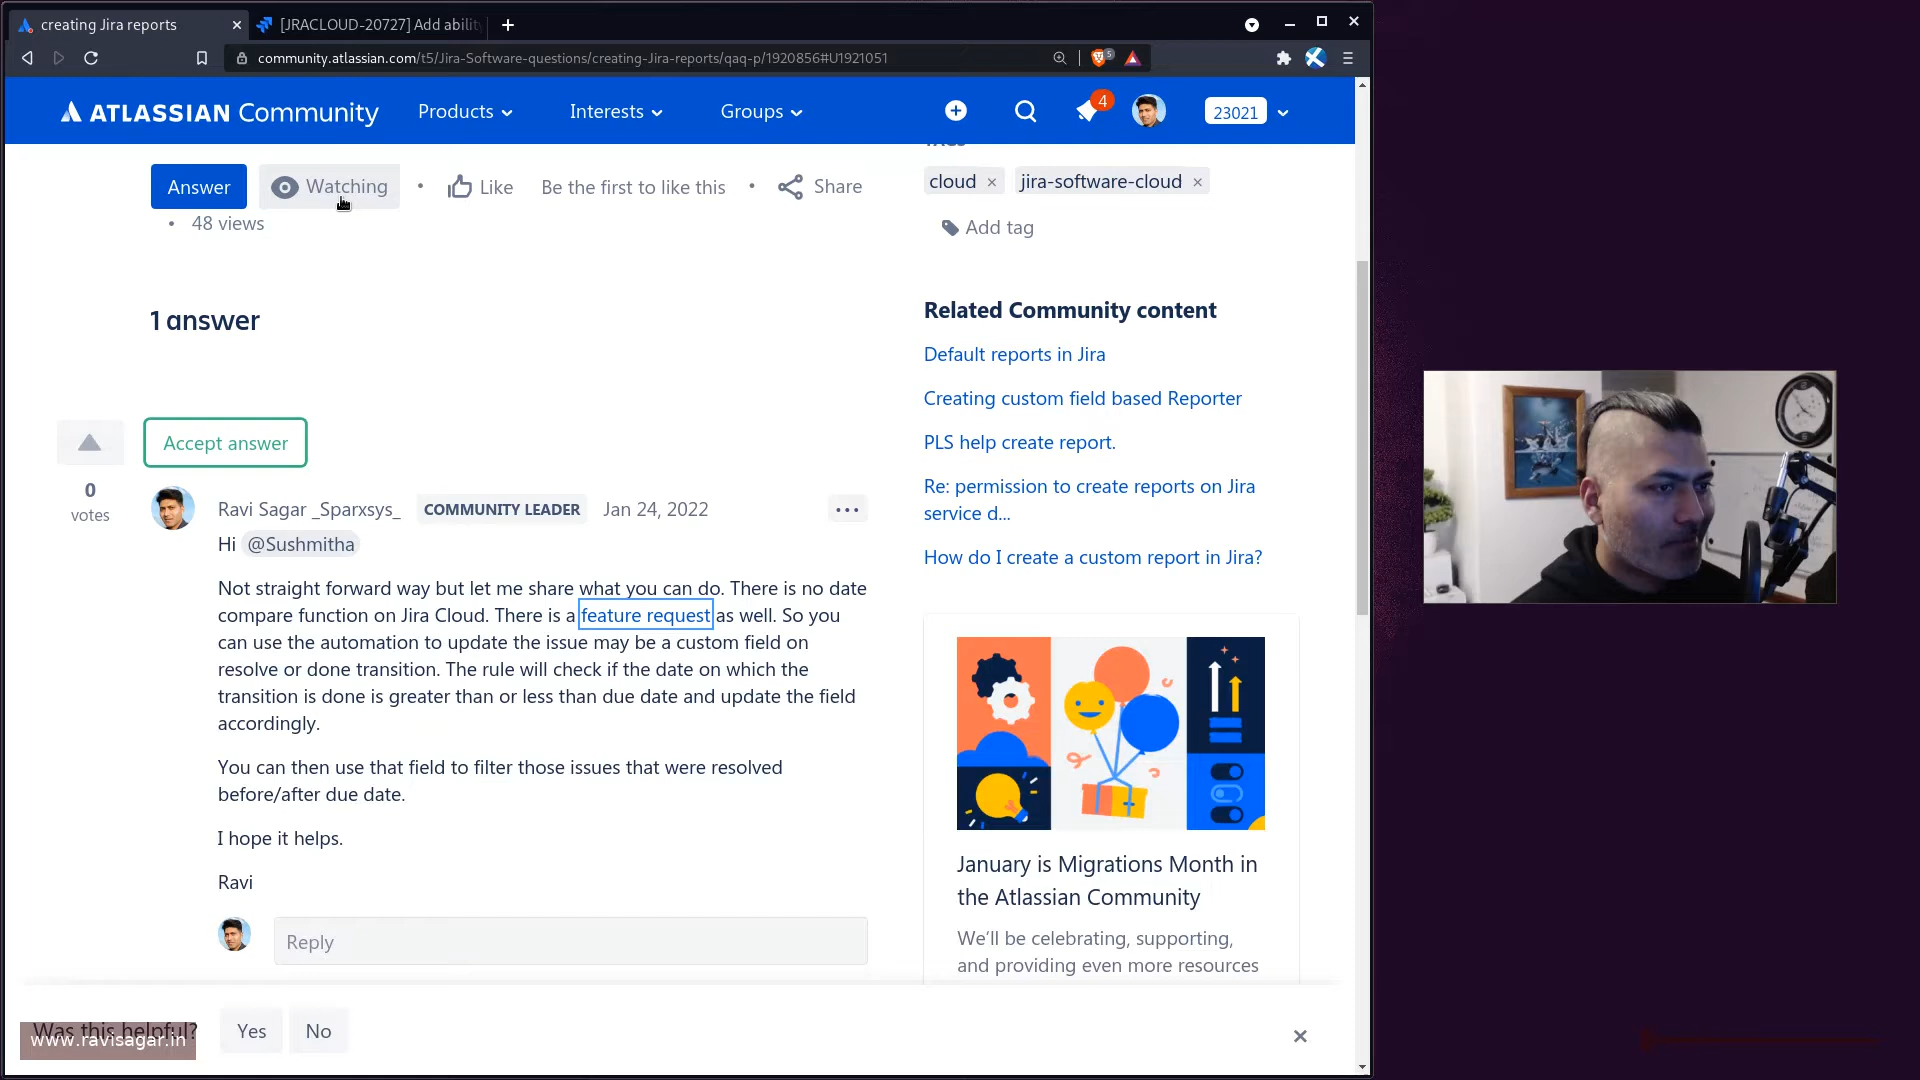 creating Jira reports
[JRACLOUD-20727] Add abilit
community.atlassian.com/t5/Jira-Software-questions/creating-Jira-reports/qaq-p/1920856#U1921051
5
ATLASSIAN Community
Products
Interests
Groups
4
23021
Answer
Watching
•
Like
Be the first to like this
•
Share
• 48 views
cloud ×
jira-software-cloud ×
Add tag
1 answer
Accept answer
0
votes
Ravi Sagar _Sparxsys_
COMMUNITY LEADER
Jan 24, 2022
Hi @Sushmitha
Not straight forward way but let me share what you can do. There is no date
compare function on Jira Cloud. There is a feature request as well. So you
can use the automation to update the issue may be a custom field on
resolve or done transition. The rule will check if the date on which the
transition is done is greater than or less than due date and update the field
accordingly.
You can then use that field to filter those issues that were resolved
before/after due date.
I hope it helps.
Ravi
Reply
Related Community content
Default reports in Jira
Creating custom field based Reporter
PLS help create report.
Re: permission to create reports on Jira
service d...
How do I create a custom report in Jira?
January is Migrations Month in
the Atlassian Community
We'll be celebrating, supporting,
and providing even more resources
Was this helpful?
Yes
No
www.ravisagar.in